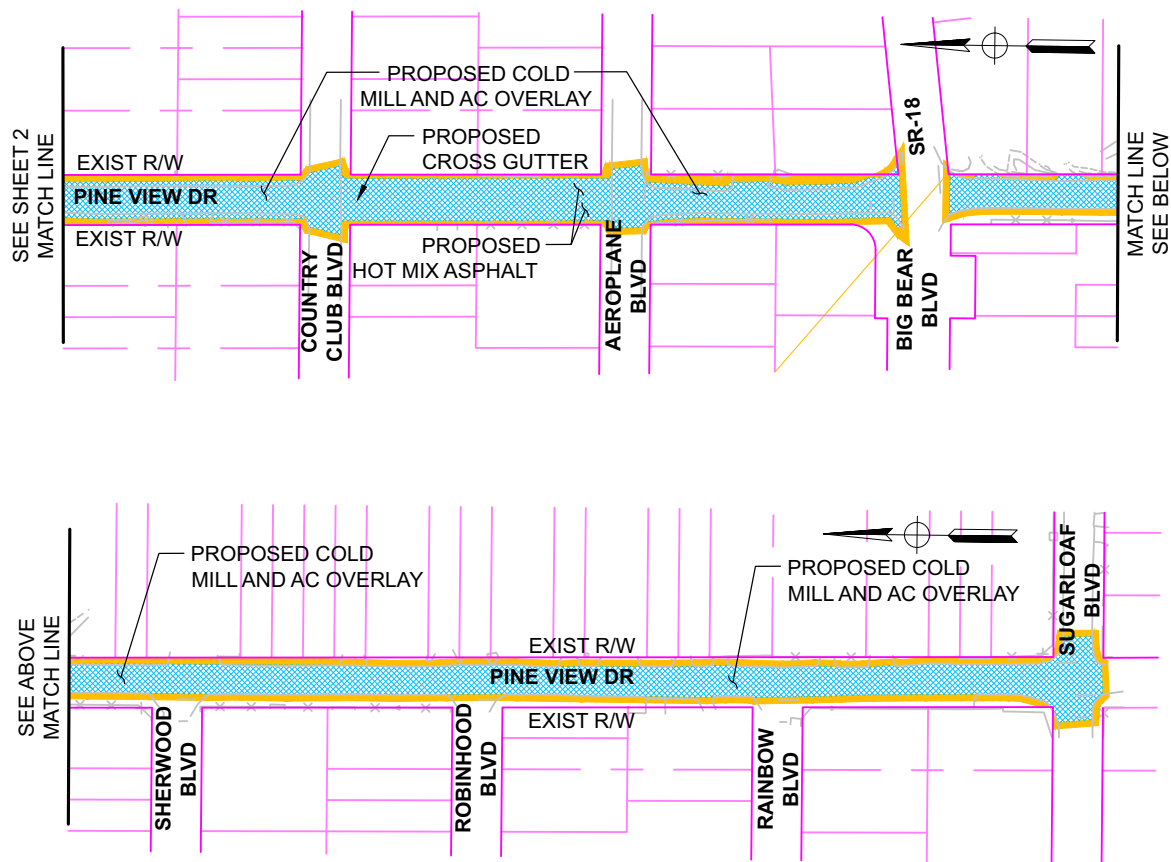 SEE SHEET 2
MATCH LINE
PROPOSED COLD
MILL AND AC OVERLAY
PROPOSED
CROSS GUTTER
EXIST R/W
PINE VIEW DR
EXIST R/W
PROPOSED
HOT MIX ASPHALT
COUNTRY
CLUB BLVD
AEROPLANE
BLVD
SR-18
BIG BEAR
BLVD
MATCH LINE
SEE BELOW
SEE ABOVE
MATCH LINE
PROPOSED COLD
MILL AND AC OVERLAY
PROPOSED COLD
MILL AND AC OVERLAY
EXIST R/W
PINE VIEW DR
EXIST R/W
SHERWOOD
BLVD
ROBINHOOD
BLVD
RAINBOW
BLVD
SUGARLOAF
BLVD